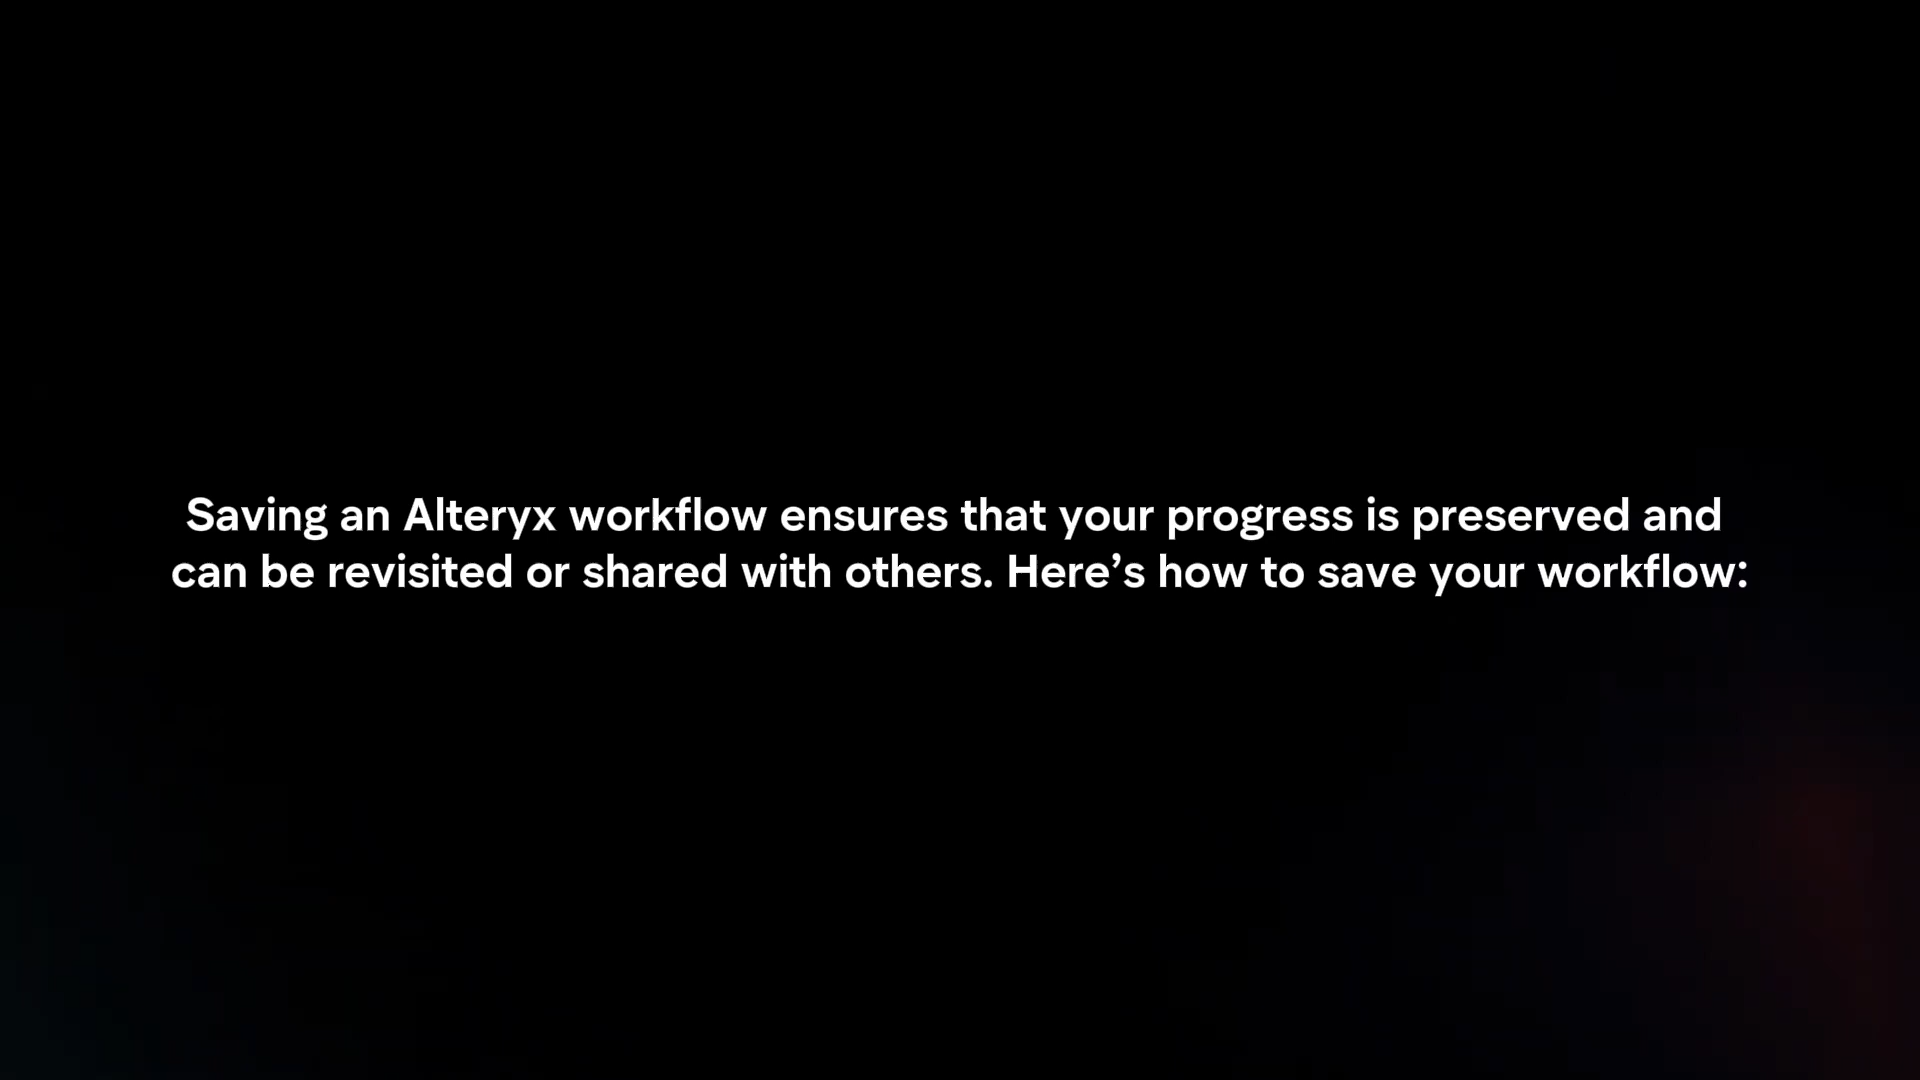 Saving an Alteryx workflow ensures that your progress is preserved and
can be revisited or shared with others. Here’s how to save your workflow: